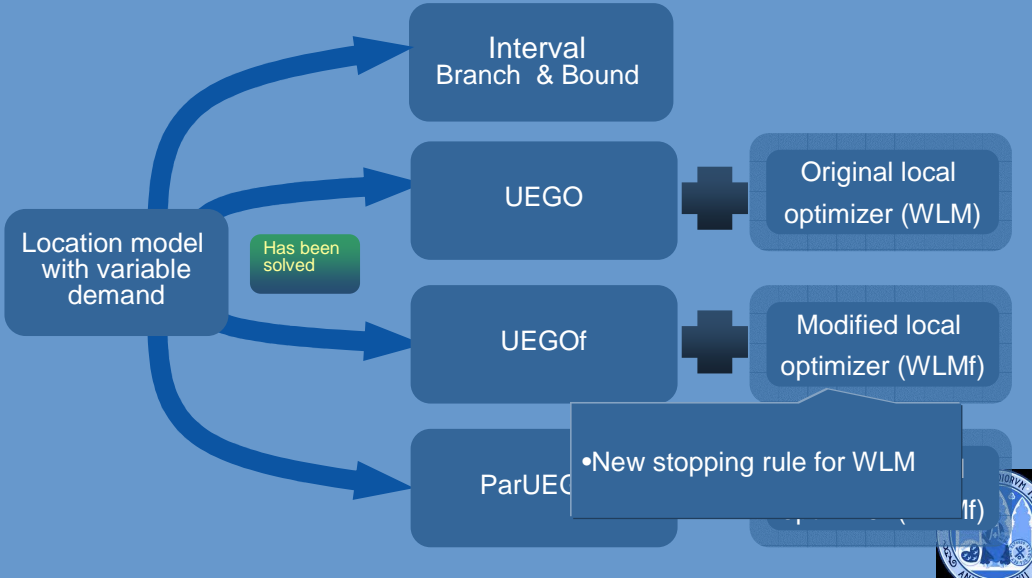 Interval
Branch & Bound
UEGO
Original local
optimizer (WLM)
Location model
with variable
demand
Has been
solved
UEGOf
Modified local
optimizer (WLMf)
•New stopping rule for WLM